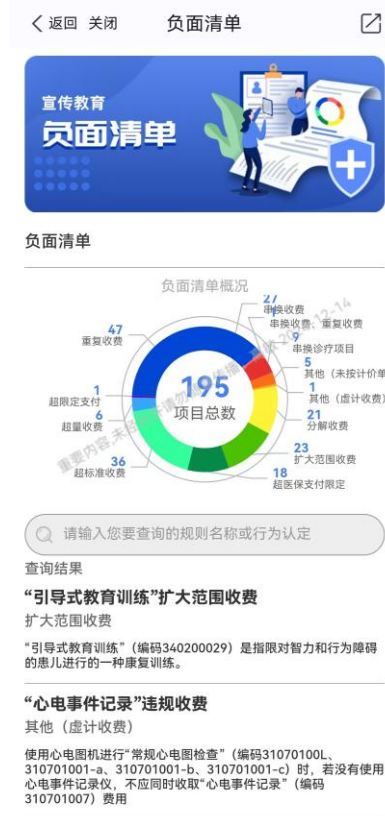 返回 关闭 负面清单
宣传教育
负面清单
负面清单
负面清单概况
27
串换收费
串换收费 重复收费
9
串换诊疗项目
5
其他（未按计价单
1
其他（虚计收费）
21
分解收费
23
扩大范围收费
18
超医保支付限定
36
超标准收费
6
超量收费
1
超限定支付
47
重复收费
195
项目总数
请输入您要查询的规则名称或行为认定
查询结果
“引导式教育训练”扩大范围收费
扩大范围收费
“引导式教育训练”（编码340200029）是指限对智力和行为障碍
的患儿进行的一种康复训练。
“心电事件记录”违规收费
其他（虚计收费）
使用心电图机进行“常规心电图检查”（编码31070100L、
310701001-a、310701001-b、310701001-c）时，若没有使用
心电事件记录仪，不应同时收取“心电事件记录”（编码
310701007）费用